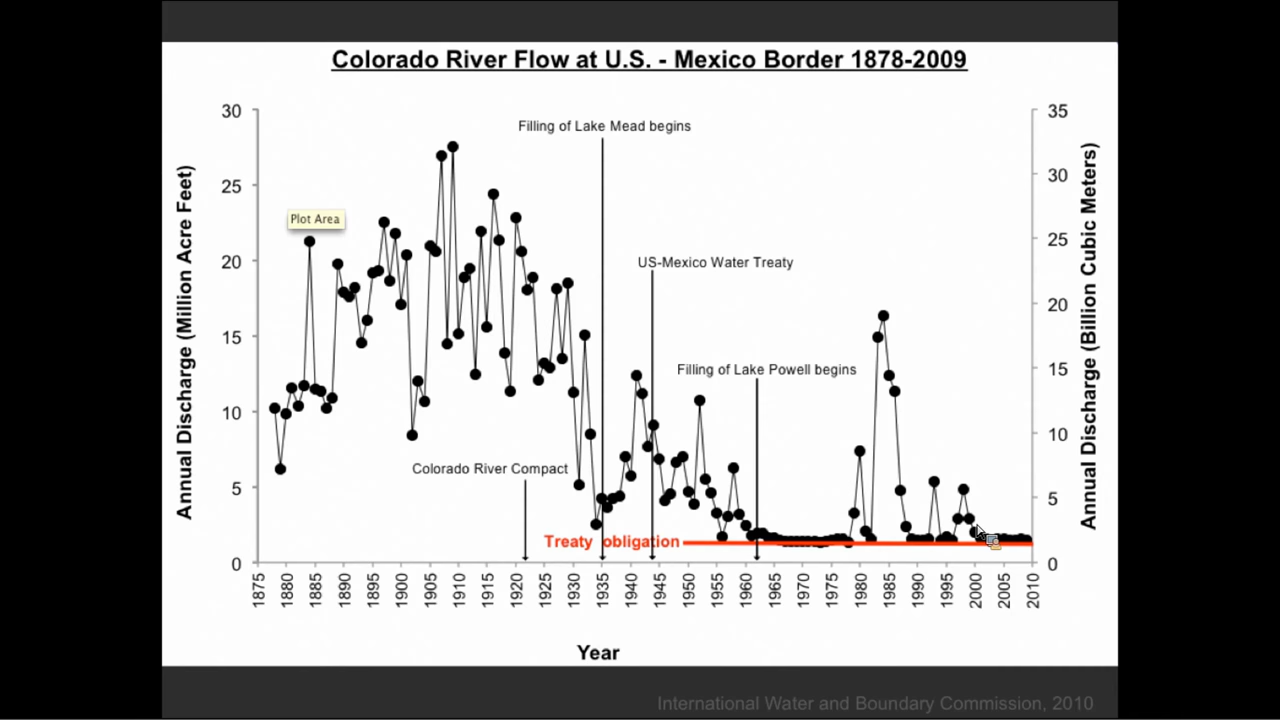 Colorado River Flow at U.S. - Mexico Border 1878-2009
30
25
20
15
10
5
0
Annual Discharge (Million Acre Feet)
35
30
25
20
15
10
5
0
Annual Discharge (Billion Cubic Meters)
Filling of Lake Mead begins
Plot Area
US-Mexico Water Treaty
Filling of Lake Powell begins
Colorado River Compact
Treaty obligation
1875 1880 1885 1890 1895 1900 1905 1910 1915 1920 1925 1930 1935 1940 1945 1950 1955 1960 1965 1970 1975 1980 1985 1990 1995 2000 2005 2010
Year
International Water and Boundary Commission, 2010